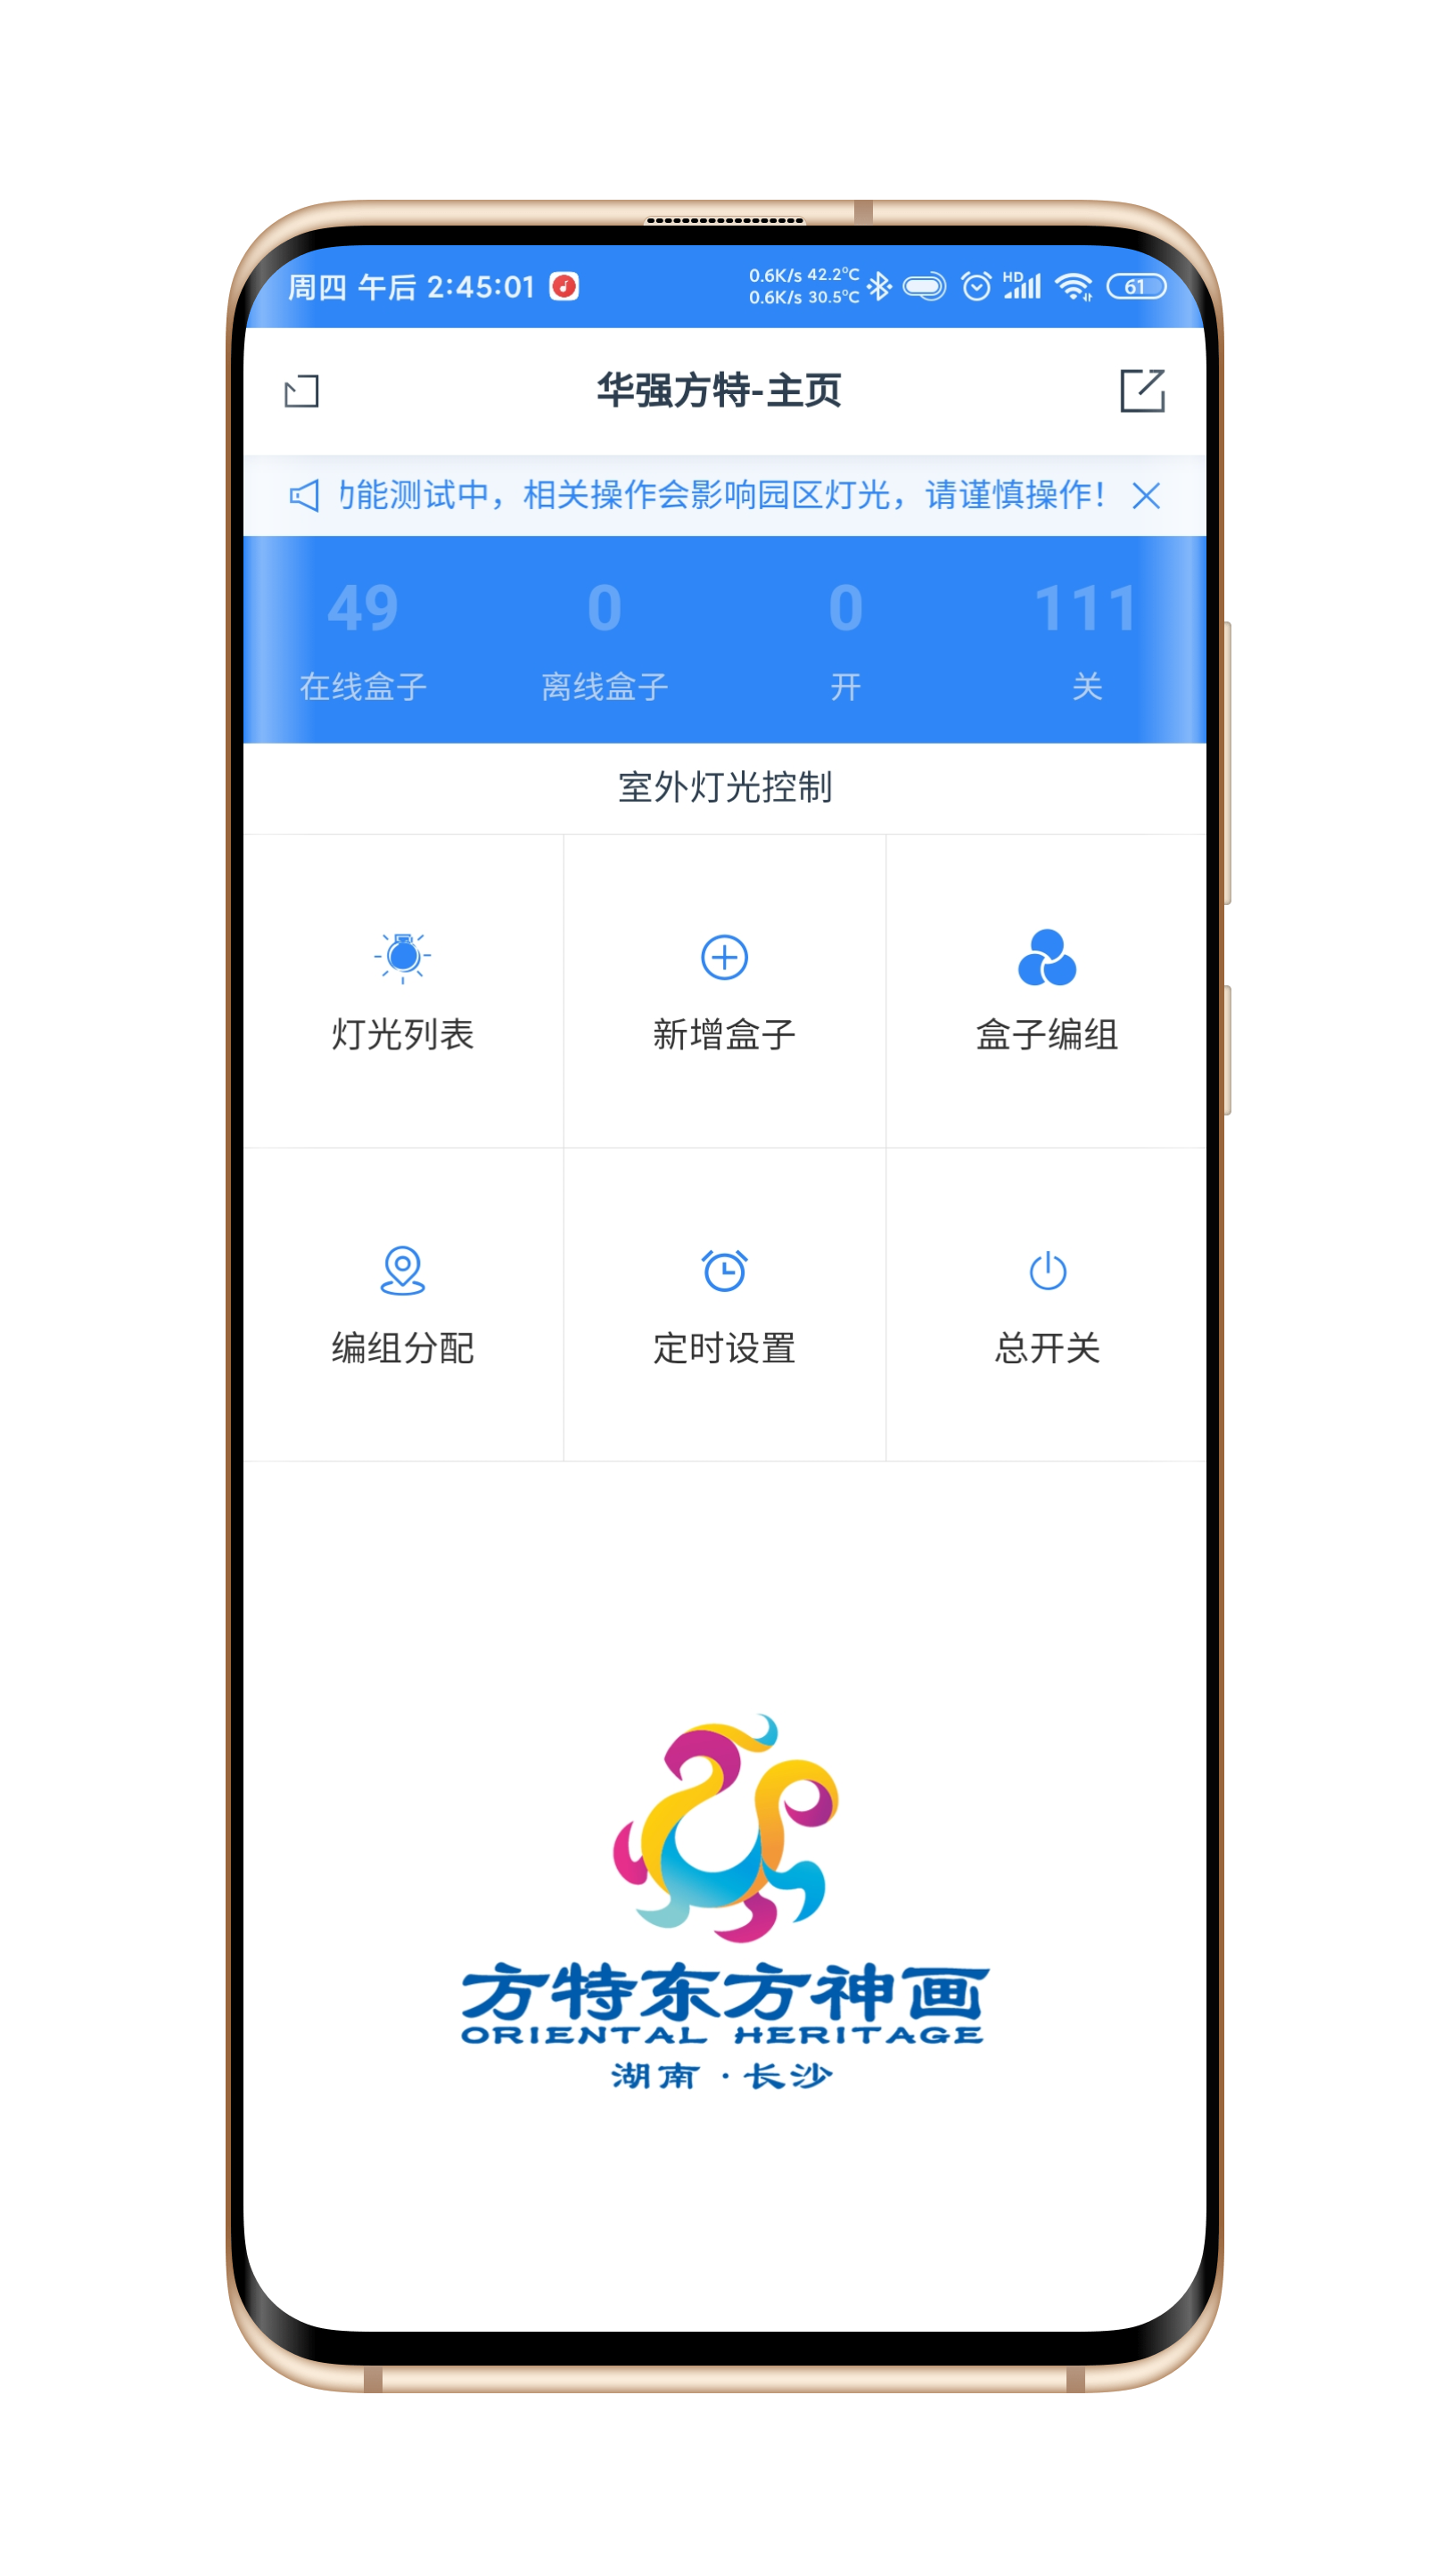 周四 午后 2:45:01
0.6K/s 42.2°C
0.6K/s 30.5°C
HD
61
华强方特-主页
能测试中，相关操作会影响园区灯光，请谨慎操作！
49 0 0 111
在线盒子 离线盒子 开 关
室外灯光控制
灯光列表 新增盒子 盒子编组
编组分配 定时设置 总开关
方特东方神画
ORIENTAL HERITAGE
湖南·长沙